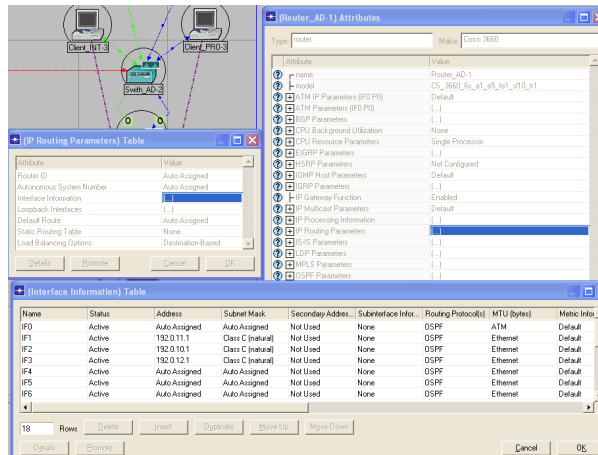 Client_INT-3
Client_PRO-3
Swith_AD-2
0 0
(Router_AD-1) Attributes
Type: router
Make: Cisco 3660
Attribute Value
name Router_AD-1
model CS_3660_6s_a1_e5_fe1_sl10_tr1
ATM IP Parameters (IF0 P0) Default
ATM Parameters (IF0 P0) Default
BGP Parameters (...)
CPU Background Utilization None
CPU Resource Parameters Single Processor
EIGRP Parameters (...)
HSRP Parameters Not Configured
IGMP Host Parameters Default
IGRP Parameters (...)
IP Gateway Function Enabled
IP Multicast Parameters Default
IP Processing Information (...)
IP Routing Parameters (...)
IS-IS Parameters (...)
LDP Parameters (...)
MPLS Parameters (...)
OSPF Parameters (...)
(IP Routing Parameters) Table
Attribute Value
Router ID Auto Assigned
Autonomous System Number Auto Assigned
Interface Information (...)
Loopback Interfaces (...)
Default Route Auto Assigned
Static Routing Table None
Load Balancing Options Destination-Based
Details Promote Cancel OK
(Interface Information) Table
Name Status Address Subnet Mask Secondary Addres... Subinterface Infor... Routing Protocol(s) MTU (bytes) Metric Infor
IF0 Active Auto Assigned Auto Assigned Not Used None OSPF ATM Default
IF1 Active 192.0.11.1 Class C (natural) Not Used None OSPF Ethernet Default
IF2 Active 192.0.10.1 Class C (natural) Not Used None OSPF Ethernet Default
IF3 Active 192.0.12.1 Class C (natural) Not Used None OSPF Ethernet Default
IF4 Active Auto Assigned Auto Assigned Not Used None OSPF Ethernet Default
IF5 Active Auto Assigned Auto Assigned Not Used None OSPF Ethernet Default
IF6 Active Auto Assigned Auto Assigned Not Used None OSPF Ethernet Default
18 Rows Delete Insert Duplicate Move Up Move Down
Details Promote Cancel OK